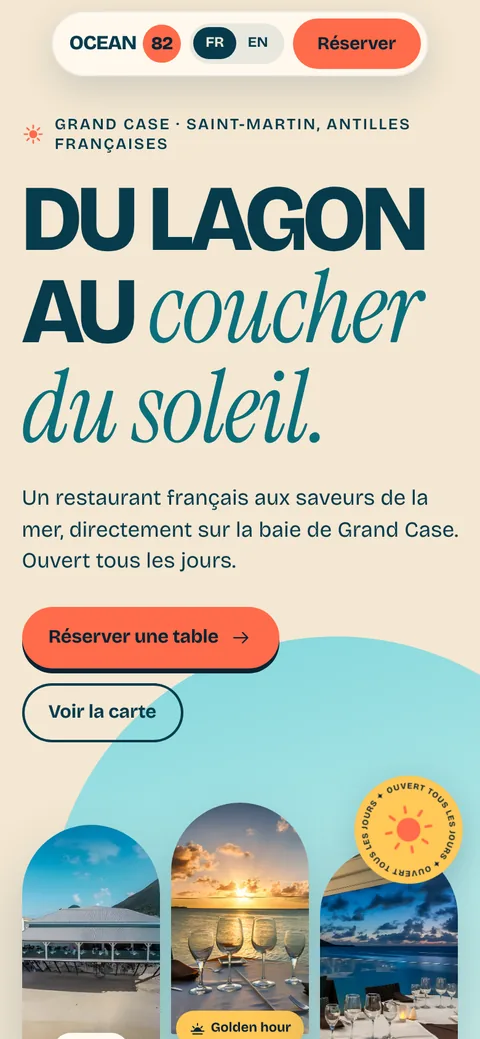 OCEAN 82 FR EN Réserver
GRAND CASE · SAINT-MARTIN, ANTILLES
FRANÇAISES
DU LAGON
AU coucher
du soleil.
Un restaurant français aux saveurs de la
mer, directement sur la baie de Grand Case.
Ouvert tous les jours.
Réserver une table →
Voir la carte
OUVERT TOUS LES JOURS ✦ OUVERT TOUS LES JOURS ✦
Golden hour